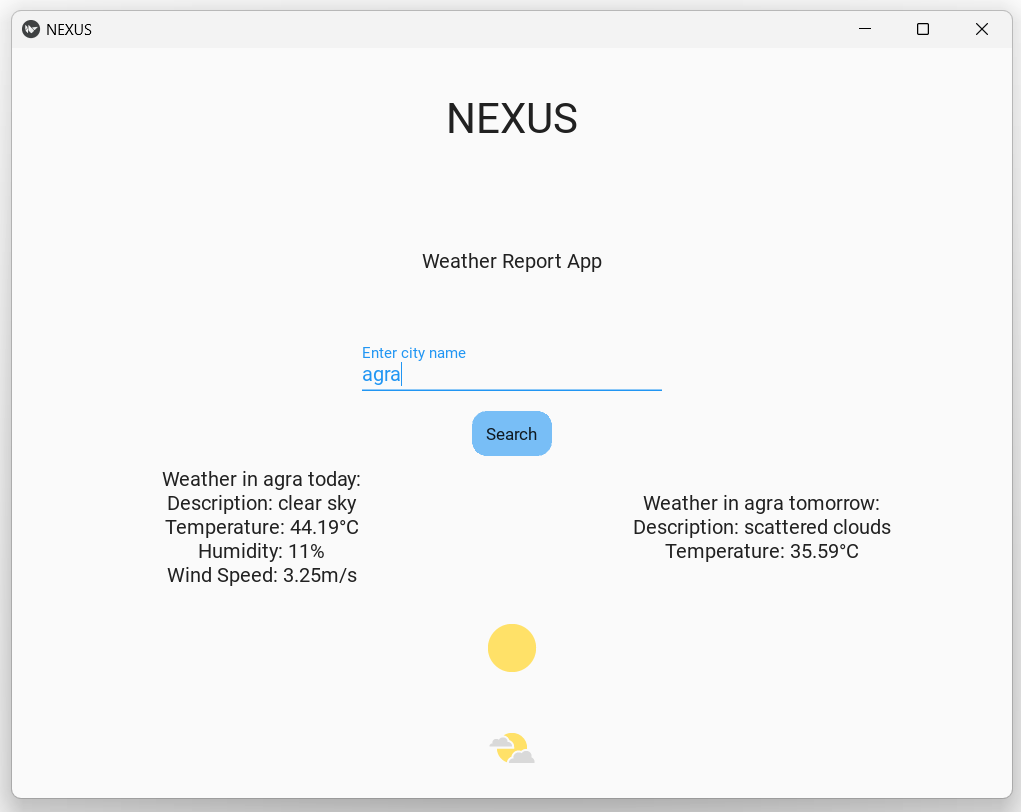 NEXUS
NEXUS
Weather Report App
Enter city name
agra
Search
Weather in agra today:
Description: clear sky
Temperature: 44.19°C
Humidity: 11%
Wind Speed: 3.25m/s
Weather in agra tomorrow:
Description: scattered clouds
Temperature: 35.59°C